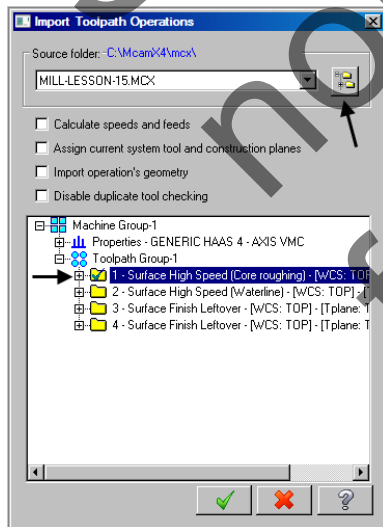 Import Toolpath Operations
Source folder: C:\McamX4\mcx\
MILL-LESSON-15.MCX
Calculate speeds and feeds
Assign current system tool and construction planes
Import operation's geometry
Disable duplicate tool checking
Machine Group-1
Properties - GENERIC HAAS 4 - AXIS VMC
Toolpath Group-1
1 - Surface High Speed (Core roughing) - [WCS: TOP
2 - Surface High Speed (Waterline) - [WCS: TOP] - [
3 - Surface Finish Leftover - [WCS: TOP] - [Tplane: T
4 - Surface Finish Leftover - [WCS: TOP] - [Tplane: T